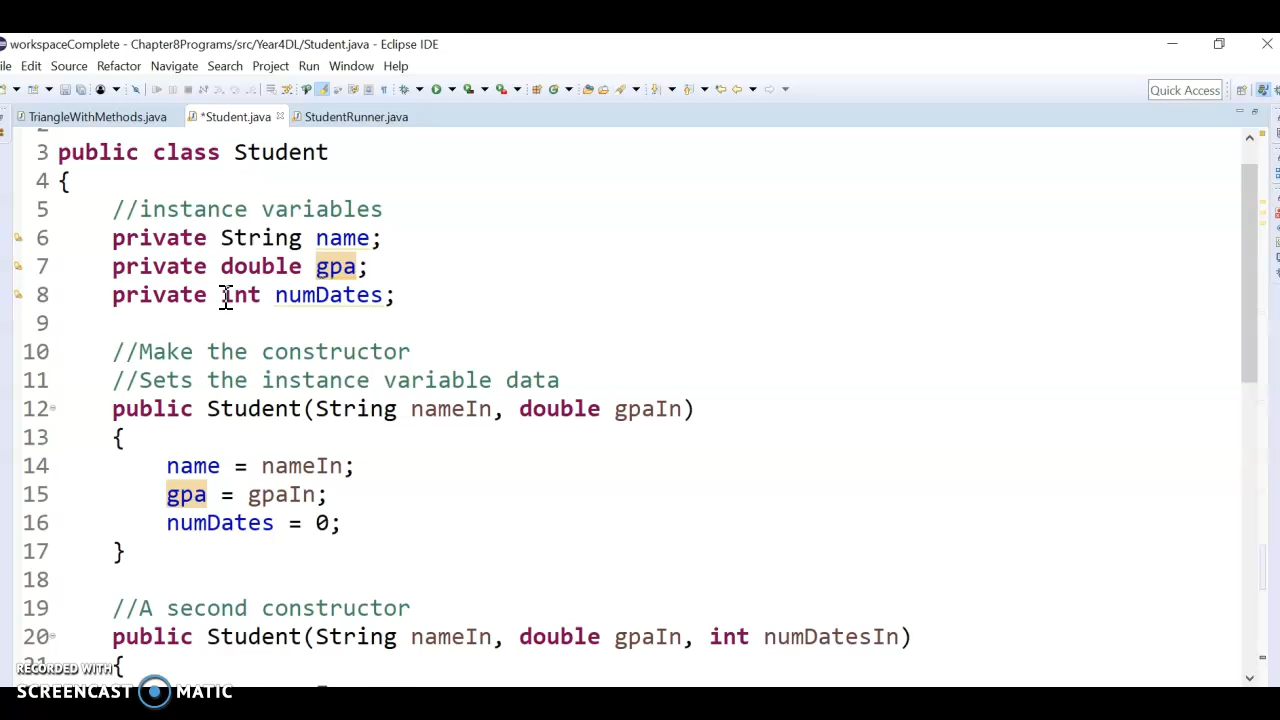 workspaceComplete - Chapter8Programs/src/Year4DL/Student.java - Eclipse IDE
ile Edit Source Refactor Navigate Search Project Run Window Help
Quick Access
TriangleWithMethods.java *Student.java StudentRunner.java
3 public class Student
4 {
5 //instance variables
6 private String name;
7 private double gpa;
8 private int numDates;
9
10 //Make the constructor
11 //Sets the instance variable data
12 public Student(String nameIn, double gpaIn)
13 {
14 name = nameIn;
15 gpa = gpaIn;
16 numDates = 0;
17 }
18
19 //A second constructor
20 public Student(String nameIn, double gpaIn, int numDatesIn)
{
RECORDED WITH
SCREENCAST MATIC